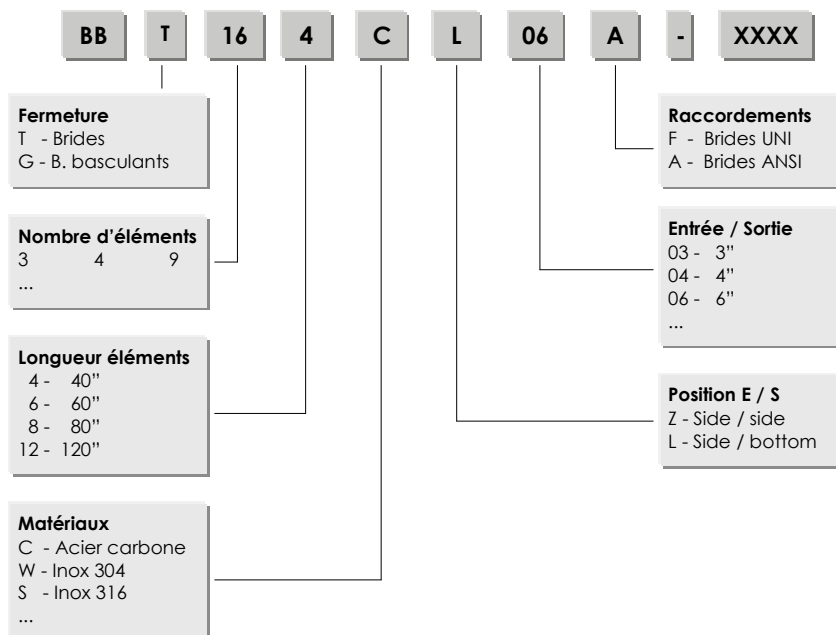 BB T 16 4 C L 06 A - XXXX
Fermeture
T - Brides
G - B. basculants
Nombre d'éléments
3 4 9
...
Longueur éléments
4 - 40”
6 - 60”
8 - 80”
12 - 120”
Matériaux
C - Acier carbone
W - Inox 304
S - Inox 316
...
Raccordements
F - Brides UNI
A - Brides ANSI
Entrée / Sortie
03 - 3”
04 - 4”
06 - 6”
...
Position E / S
Z - Side / side
L - Side / bottom